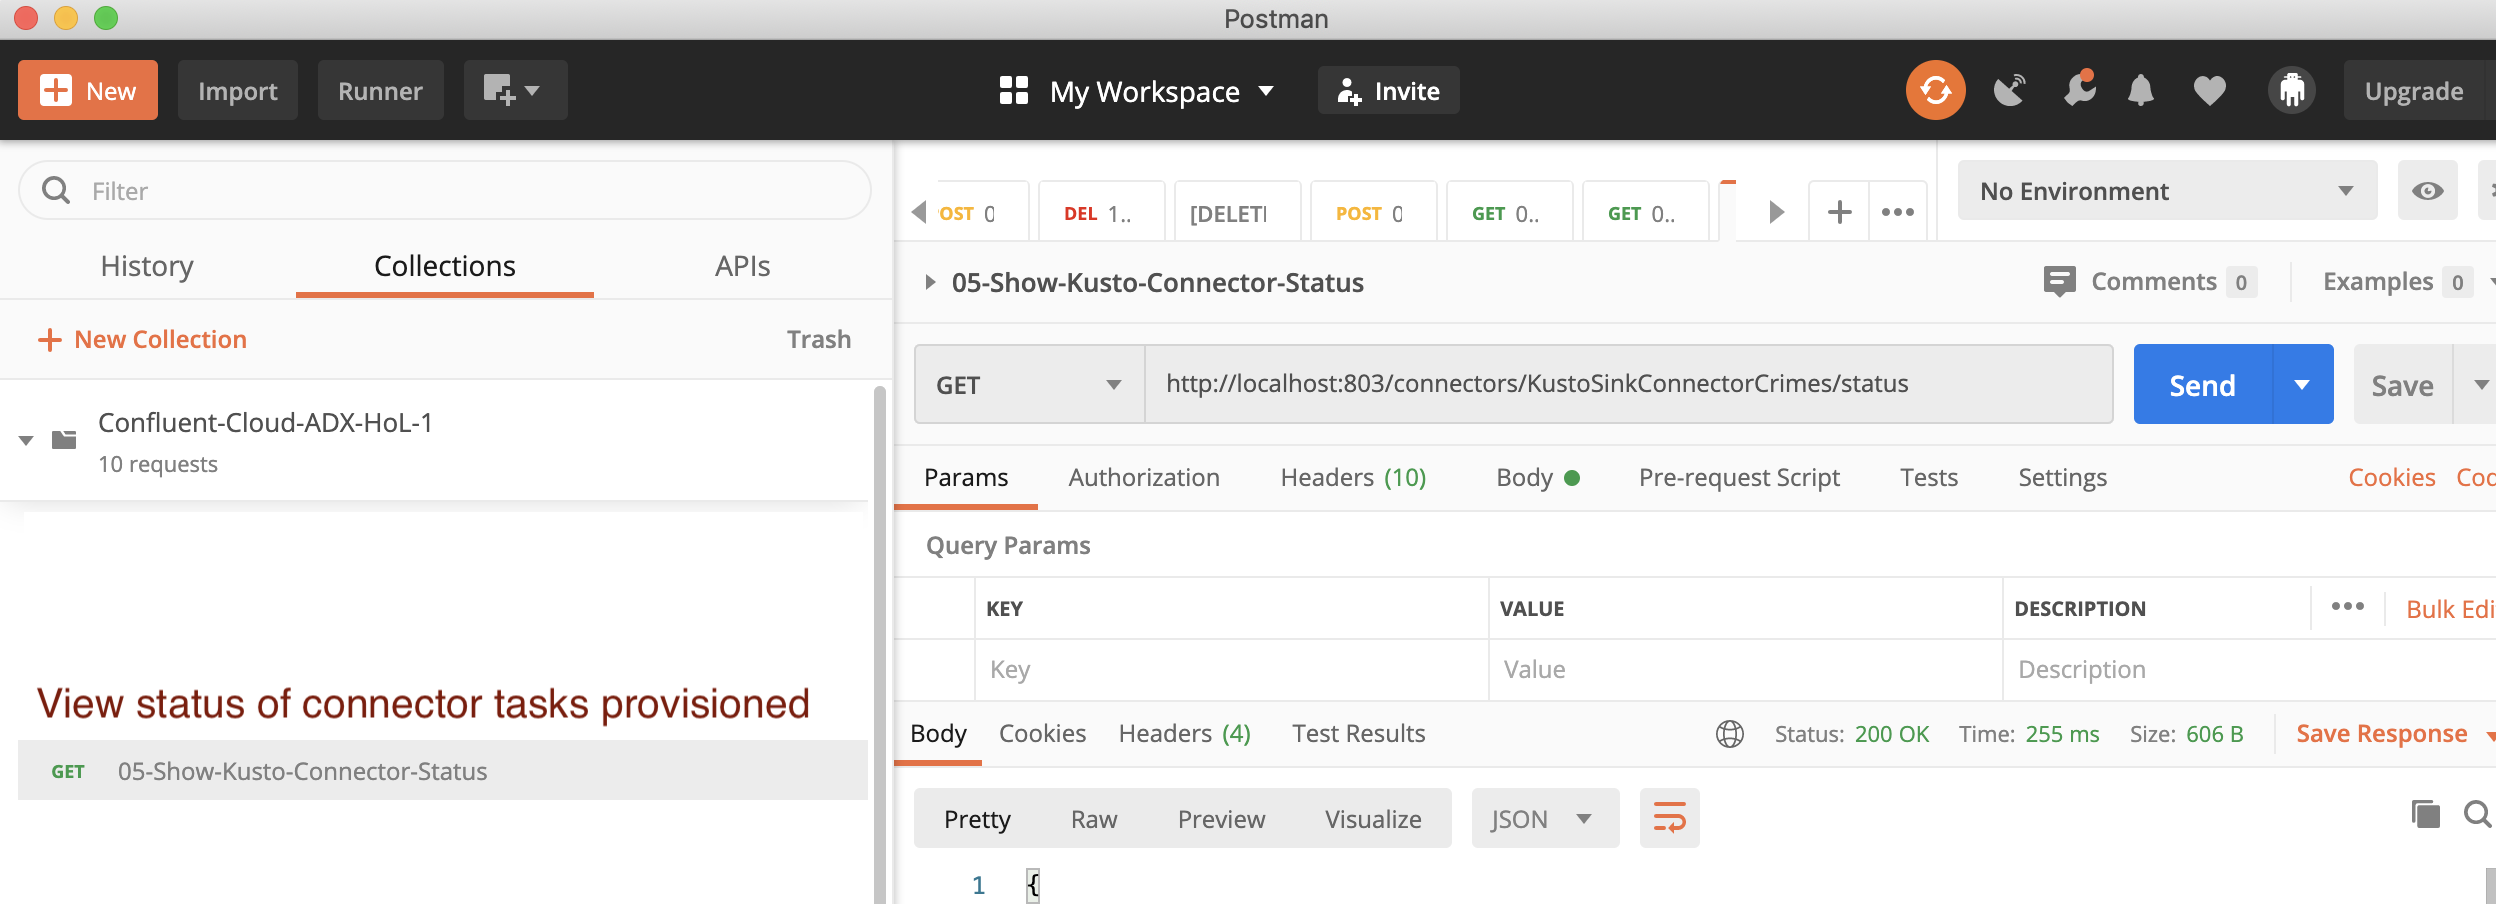 Postman
New
Import
Runner
My Workspace
Invite
Upgrade
Filter
History
Collections
APIs
New Collection
Trash
Confluent-Cloud-ADX-HoL-1
10 requests
View status of connector tasks provisioned
GET 05-Show-Kusto-Connector-Status
OST 0
DEL 1..
[DELETI
POST 0
GET 0..
GET 0..
No Environment
05-Show-Kusto-Connector-Status
Comments 0
Examples 0
GET
http://localhost:803/connectors/KustoSinkConnectorCrimes/status
Send
Save
Params
Authorization
Headers (10)
Body
Pre-request Script
Tests
Settings
Cookies
Coo
Query Params
KEY
VALUE
DESCRIPTION
Bulk Edi
Key
Value
Description
Body
Cookies
Headers (4)
Test Results
Status: 200 OK
Time: 255 ms
Size: 606 B
Save Response
Pretty
Raw
Preview
Visualize
JSON
1 {